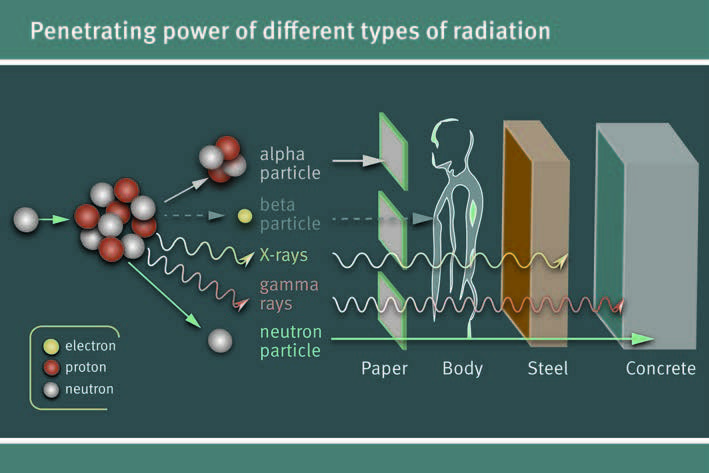 Penetrating power of different types of radiation
alpha
particle
beta
particle
X-rays
gamma
rays
neutron
particle
electron
proton
neutron
Paper
Body
Steel
Concrete